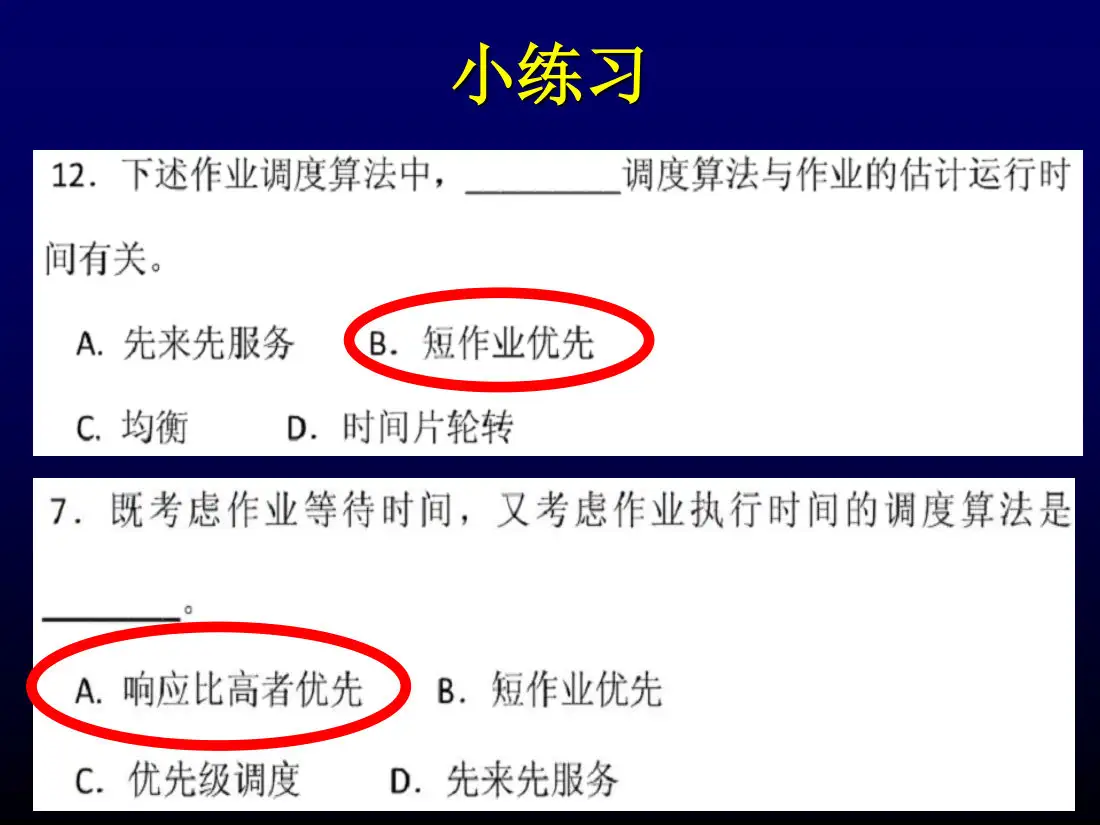 小练习
12. 下述作业调度算法中，_________调度算法与作业的估计运行时
间有关。
A. 先来先服务 B. 短作业优先
C. 均衡 D. 时间片轮转
7. 既考虑作业等待时间，又考虑作业执行时间的调度算法是
________。
A. 响应比高者优先 B. 短作业优先
C. 优先级调度 D. 先来先服务